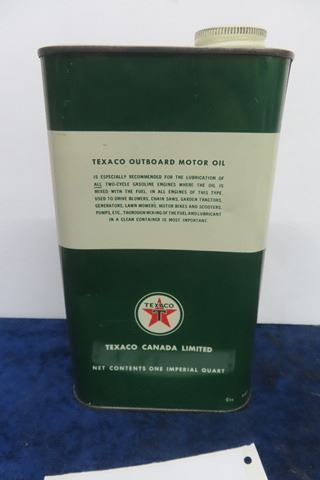 TEXACO OUTBOARD MOTOR OIL
IS ESPECIALLY RECOMMENDED FOR THE LUBRICATION OF
ALL TWO-CYCLE GASOLINE ENGINES WHERE THE OIL IS
MIXED WITH THE FUEL. IN ALL ENGINES OF THIS TYPE,
USED TO DRIVE BLOWERS, CHAIN SAWS, GARDEN TRACTORS,
GENERATORS, LAWN MOWERS, MOTOR BIKES AND SCOOTERS,
PUMPS, ETC., THOROUGH MIXING OF THE FUEL AND LUBRICANT
IN A CLEAN CONTAINER IS MOST IMPORTANT.
TEXACO
T
TEXACO CANADA LIMITED
NET CONTENTS ONE IMPERIAL QUART